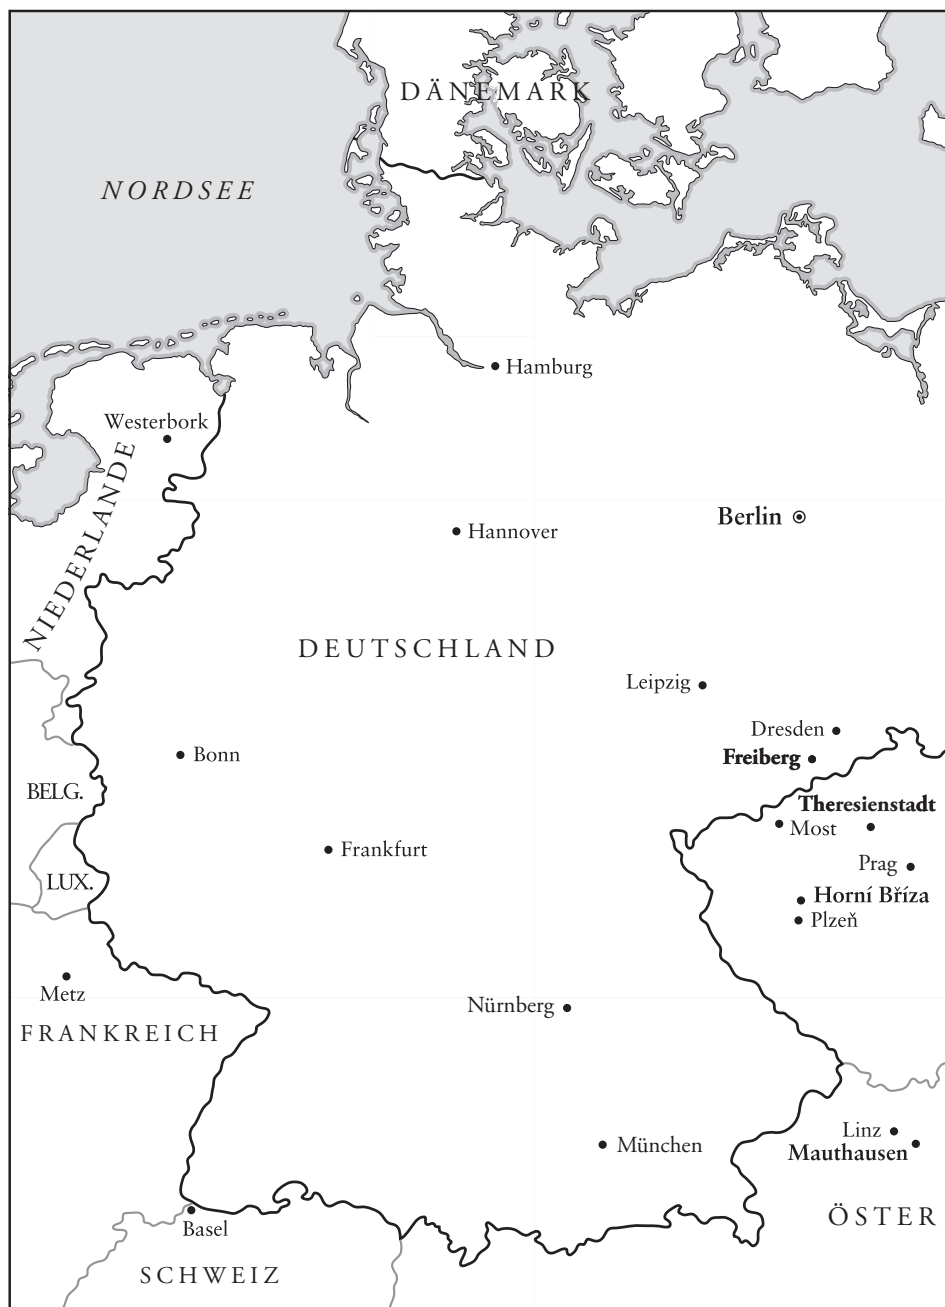 DÄNEMARK
NORDSEE
Hamburg
Westerbork
NIEDERLANDE
Berlin
Hannover
DEUTSCHLAND
Leipzig
Dresden
Freiberg
Bonn
BELG.
Theresienstadt
Most
Frankfurt
Prag
LUX.
Horní Bříza
Plzeň
Metz
Nürnberg
FRANKREICH
Linz
München
Mauthausen
ÖSTER
Basel
SCHWEIZ